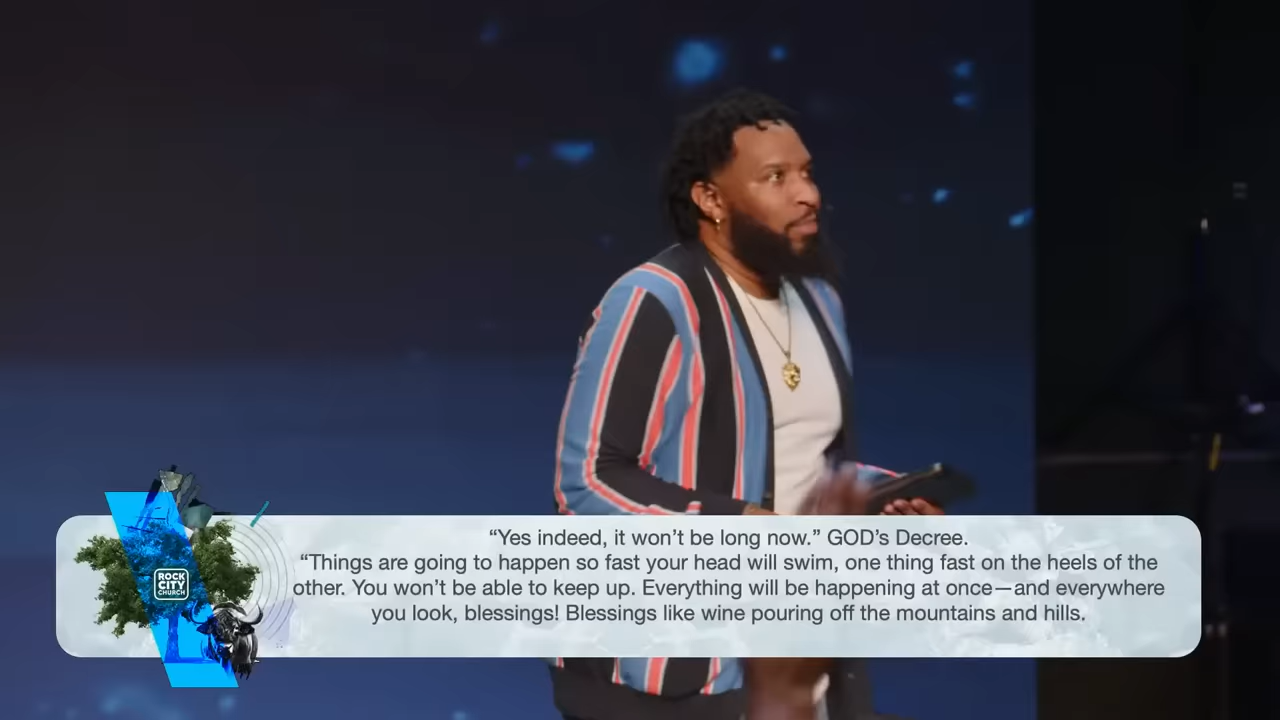 “Yes indeed, it won’t be long now.” GOD’s Decree.
“Things are going to happen so fast your head will swim, one thing fast on the heels of the
other. You won’t be able to keep up. Everything will be happening at once—and everywhere
you look, blessings! Blessings like wine pouring off the mountains and hills.
ROCK
CITY
CHURCH